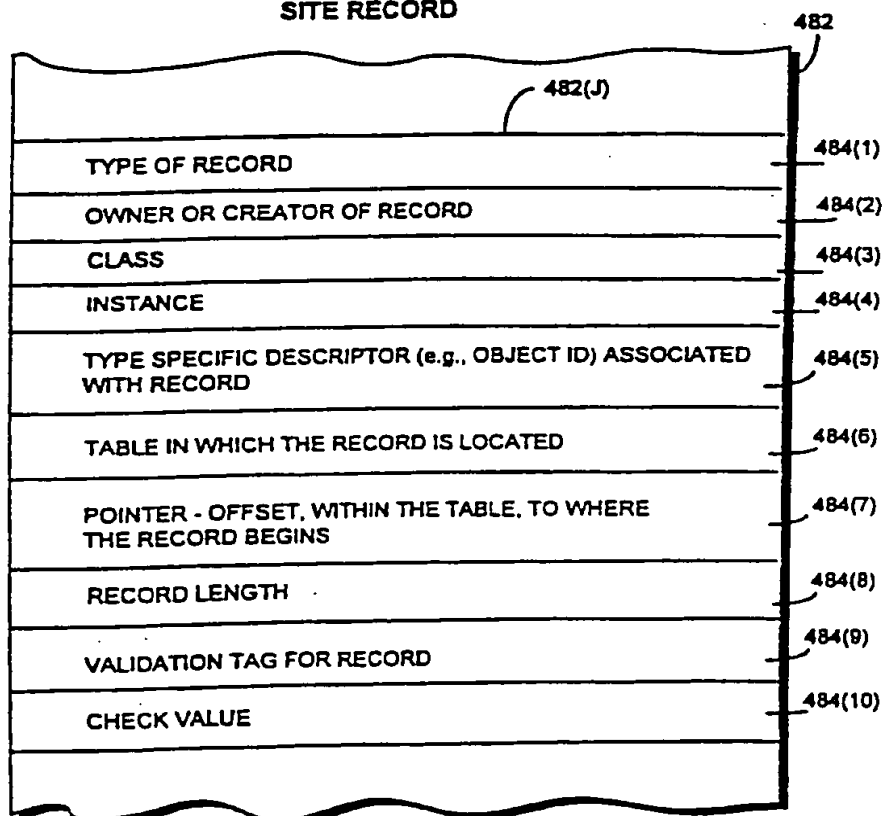 SITE RECORD
482
482(J)
TYPE OF RECORD
484(1)
OWNER OR CREATOR OF RECORD
484(2)
CLASS
484(3)
INSTANCE
484(4)
TYPE SPECIFIC DESCRIPTOR (e.g., OBJECT ID) ASSOCIATED
WITH RECORD
484(5)
TABLE IN WHICH THE RECORD IS LOCATED
484(6)
POINTER - OFFSET, WITHIN THE TABLE, TO WHERE
THE RECORD BEGINS
484(7)
RECORD LENGTH
484(8)
VALIDATION TAG FOR RECORD
484(9)
CHECK VALUE
484(10)